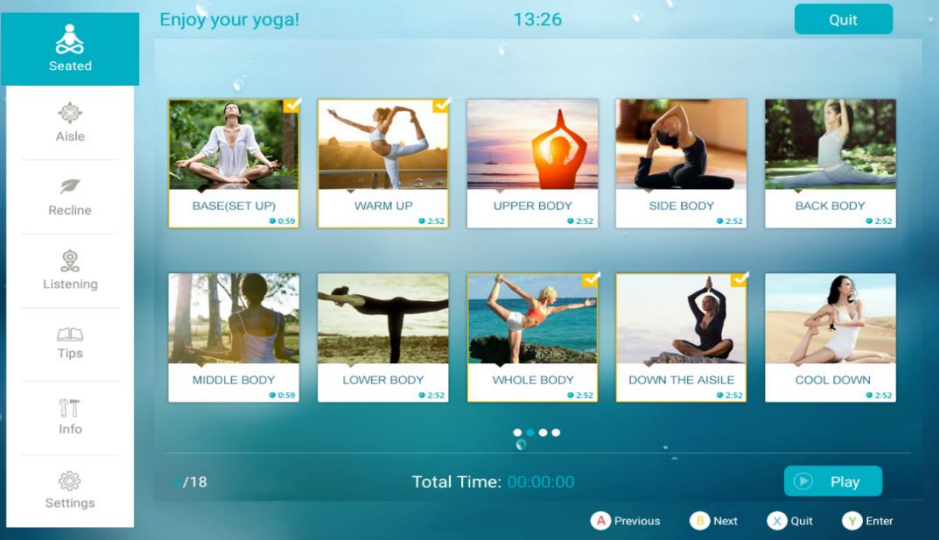 Enjoy your yoga!
13:26
Quit
Seated
Aisle
Recline
Listening
Tips
Info
Settings
BASE(SET UP)
0:59
WARM UP
2:52
UPPER BODY
2:52
SIDE BODY
2:52
BACK BODY
2:52
MIDDLE BODY
0:59
LOWER BODY
2:52
WHOLE BODY
2:52
DOWN THE AISILE
2:52
COOL DOWN
2:52
/18
Total Time: 00:00:00
Play
A Previous
B Next
X Quit
Y Enter